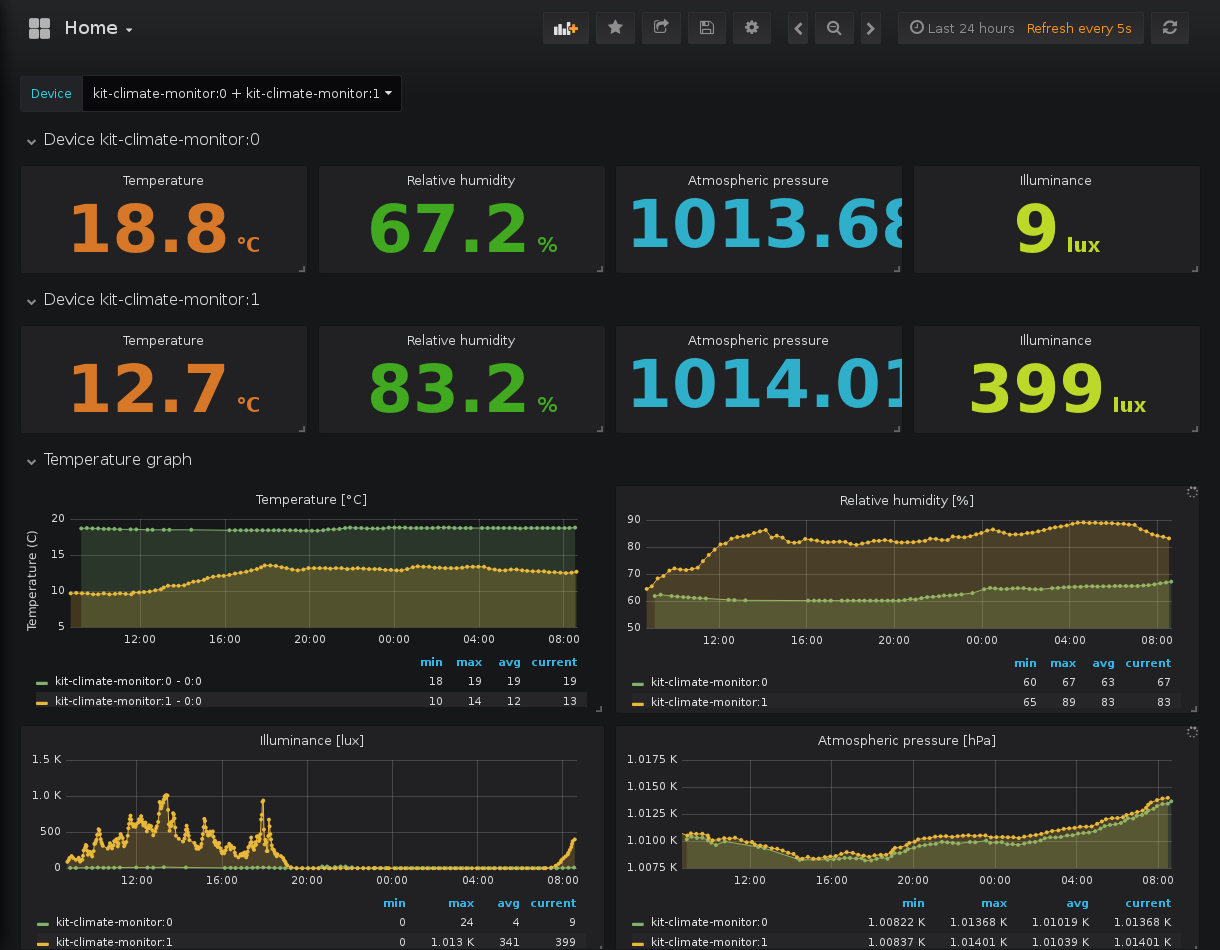 Home
Last 24 hours Refresh every 5s
Device kit-climate-monitor:0 + kit-climate-monitor:1
Device kit-climate-monitor:0
Temperature Relative humidity Atmospheric pressure Illuminance
18.8 °C 67.2 % 1013.68 9 lux
Device kit-climate-monitor:1
Temperature Relative humidity Atmospheric pressure Illuminance
12.7 °C 83.2 % 1014.01 399 lux
Temperature graph
Temperature [°C]
Temperature (C)
20
15
10
5
12:00 16:00 20:00 00:00 04:00 08:00
min max avg current
kit-climate-monitor:0 - 0:0 18 19 19 19
kit-climate-monitor:1 - 0:0 10 14 12 13
Relative humidity [%]
90
80
70
60
50
12:00 16:00 20:00 00:00 04:00 08:00
min max avg current
kit-climate-monitor:0 60 67 63 67
kit-climate-monitor:1 65 89 83 83
Illuminance [lux]
1.5 K
1.0 K
500
0
12:00 16:00 20:00 00:00 04:00 08:00
min max avg current
kit-climate-monitor:0 0 24 4 9
kit-climate-monitor:1 0 1.013 K 341 399
Atmospheric pressure [hPa]
1.0175 K
1.0150 K
1.0125 K
1.0100 K
1.0075 K
12:00 16:00 20:00 00:00 04:00 08:00
min max avg current
kit-climate-monitor:0 1.00822 K 1.01368 K 1.01019 K 1.01368 K
kit-climate-monitor:1 1.00837 K 1.01401 K 1.01039 K 1.01401 K